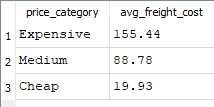 price_category avg_freight_cost
1 Expensive 155.44
2 Medium 88.78
3 Cheap 19.93